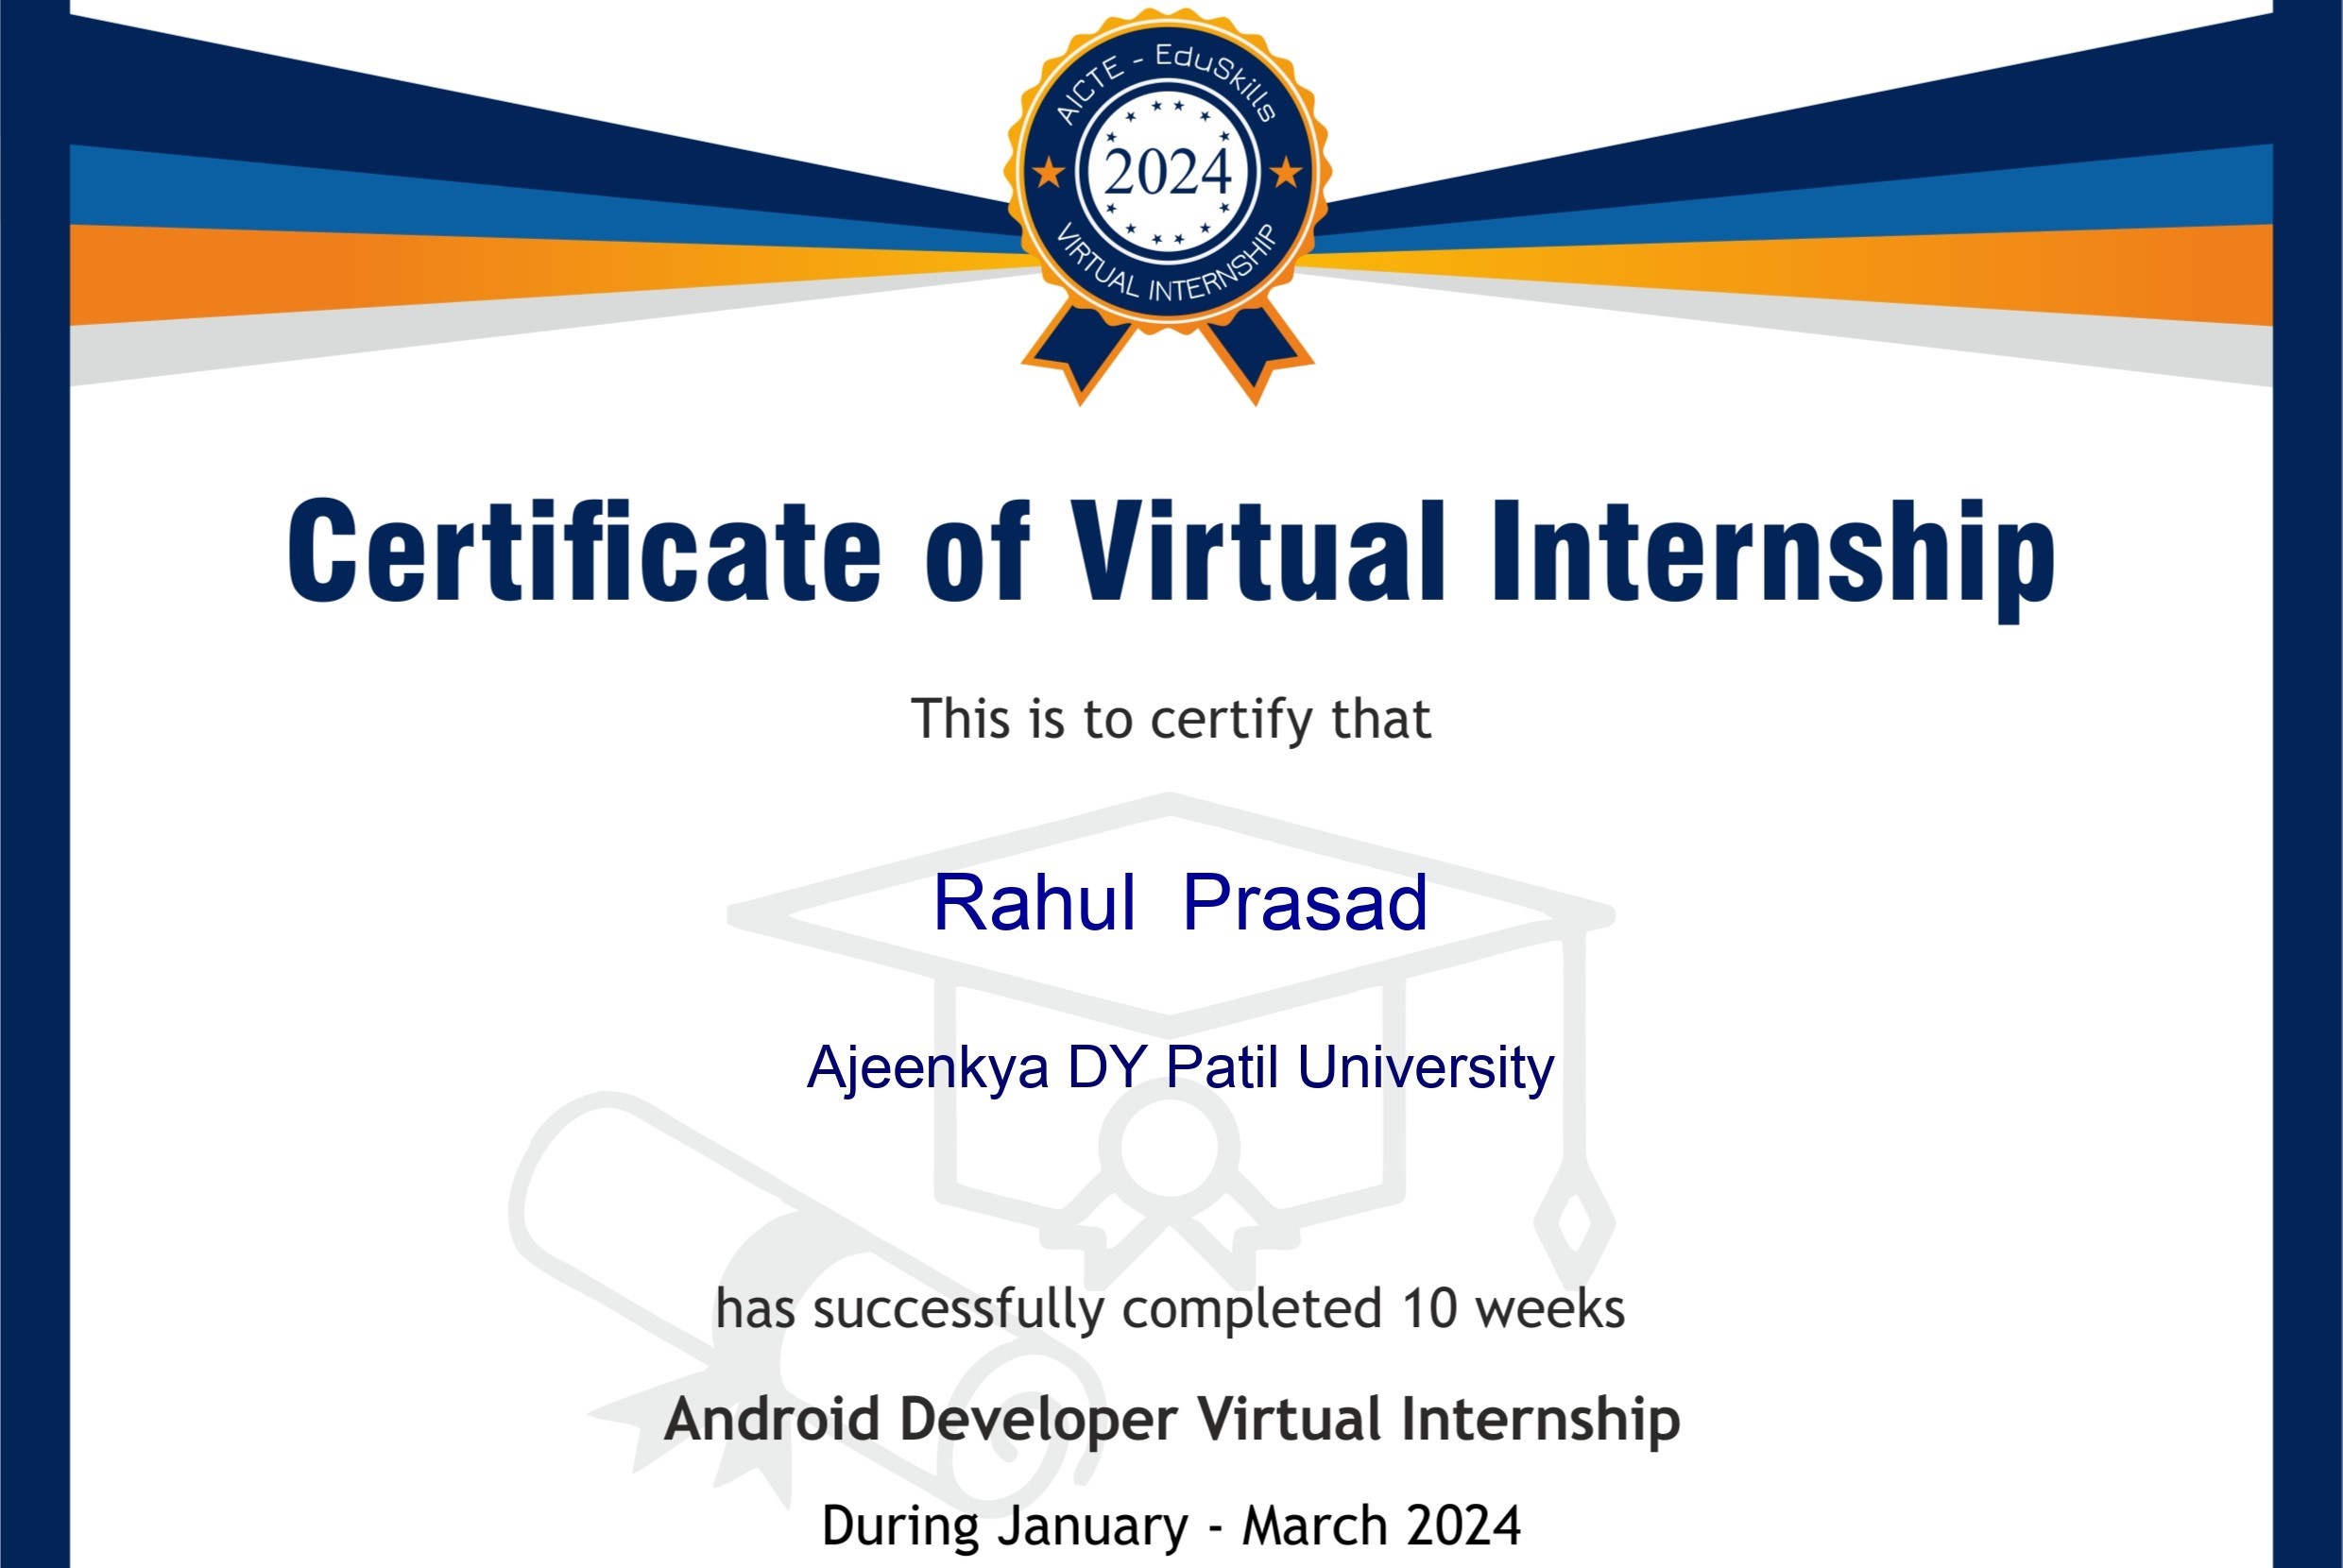 AICTE - EduSkills
2024
VIRTUAL INTERNSHIP
Certificate of Virtual Internship
This is to certify that
Rahul Prasad
Ajeenkya DY Patil University
has successfully completed 10 weeks
Android Developer Virtual Internship
During January - March 2024